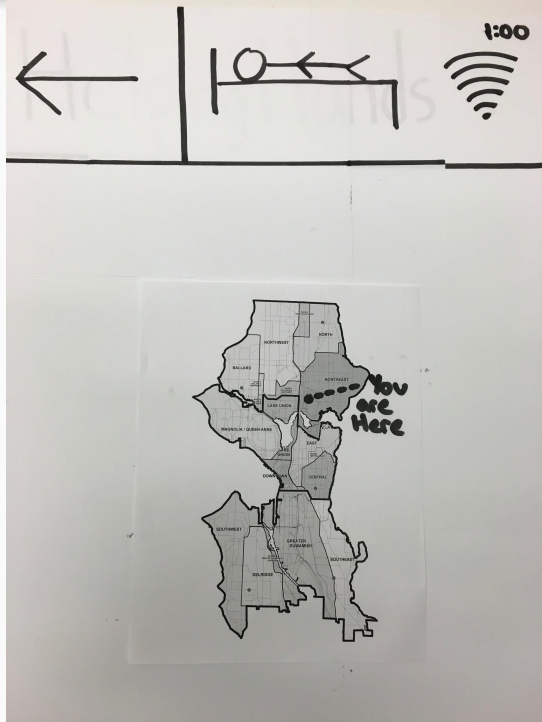 1:00
NORTHWEST
NORTH
BALLARD
NORTHEAST
You
are
Here
LAKE UNION
MAGNOLIA / QUEEN ANNE
EAST
DOWNTOWN
CENTRAL
SOUTHWEST
GREATER
DUWAMISH
SOUTHEAST
DELRIDGE